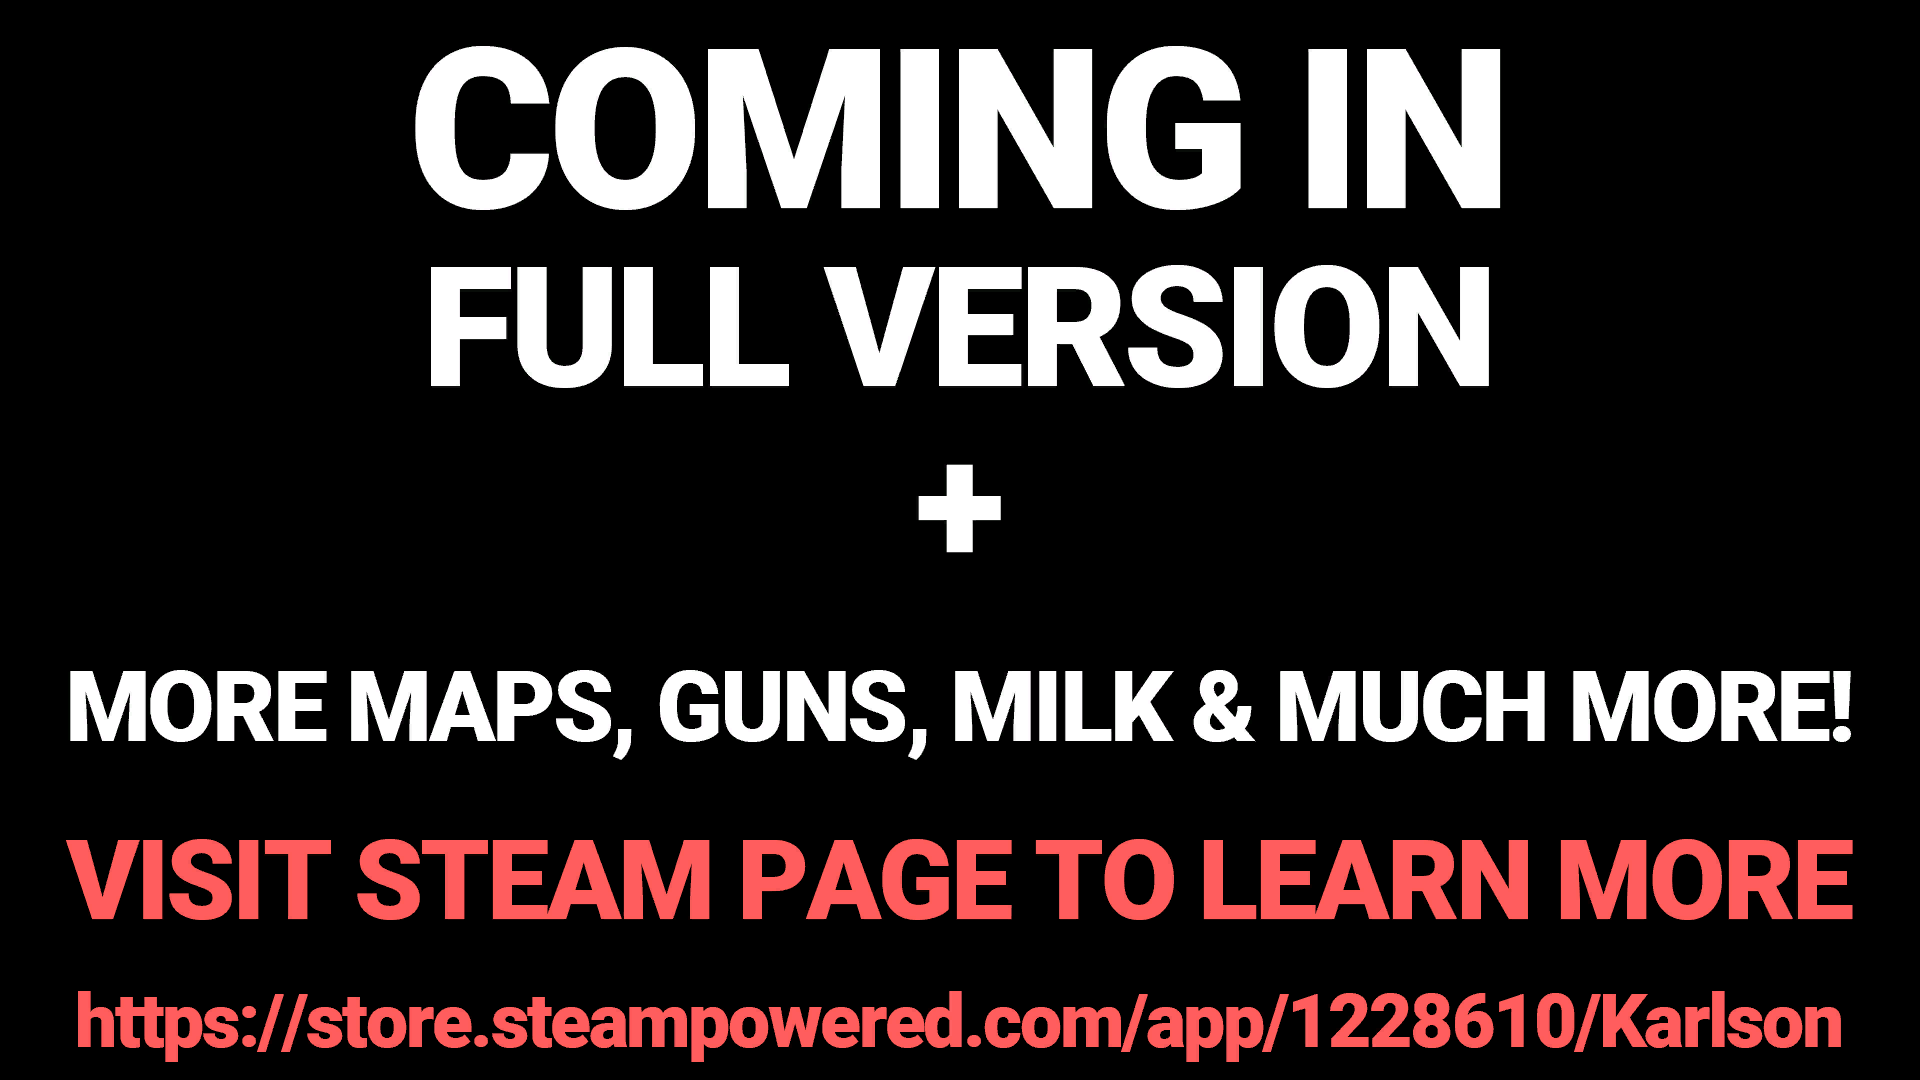 COMING IN
FULL VERSION
+
MORE MAPS, GUNS, MILK & MUCH MORE!
VISIT STEAM PAGE TO LEARN MORE
https://store.steampowered.com/app/1228610/Karlson